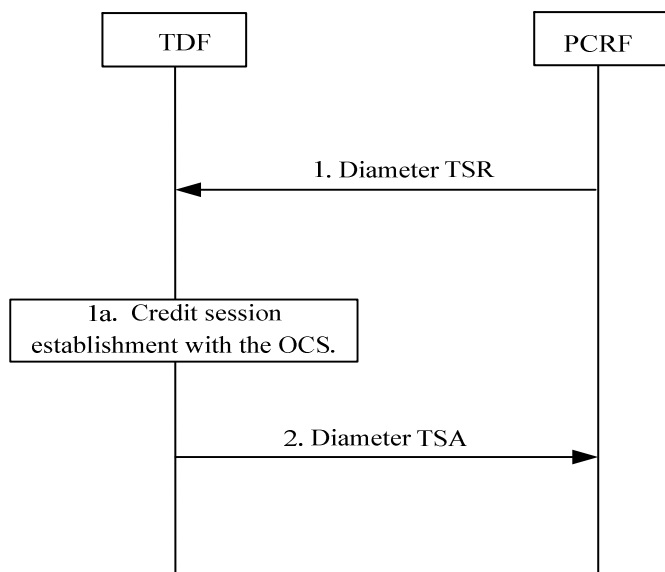 TDF
PCRF
1. Diameter TSR
1a. Credit session
establishment with the OCS.
2. Diameter TSA